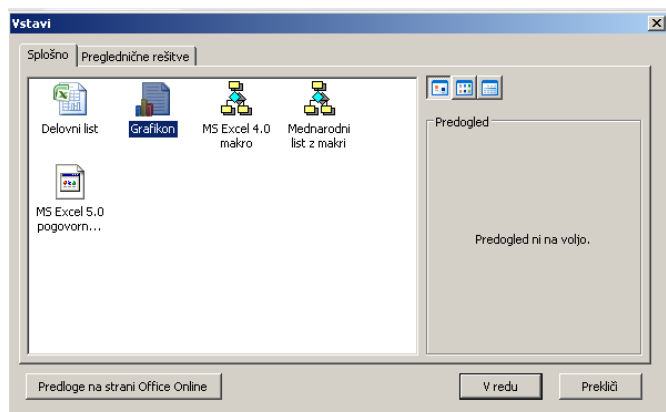 Vstavi
Splošno
Preglednične rešitve
Delovni list
Grafikon
MS Excel 4.0
makro
Mednarodni
list z makri
MS Excel 5.0
pogovorn...
Predogled
Predogled ni na voljo.
Predloge na strani Office Online
V redu
Prekliči